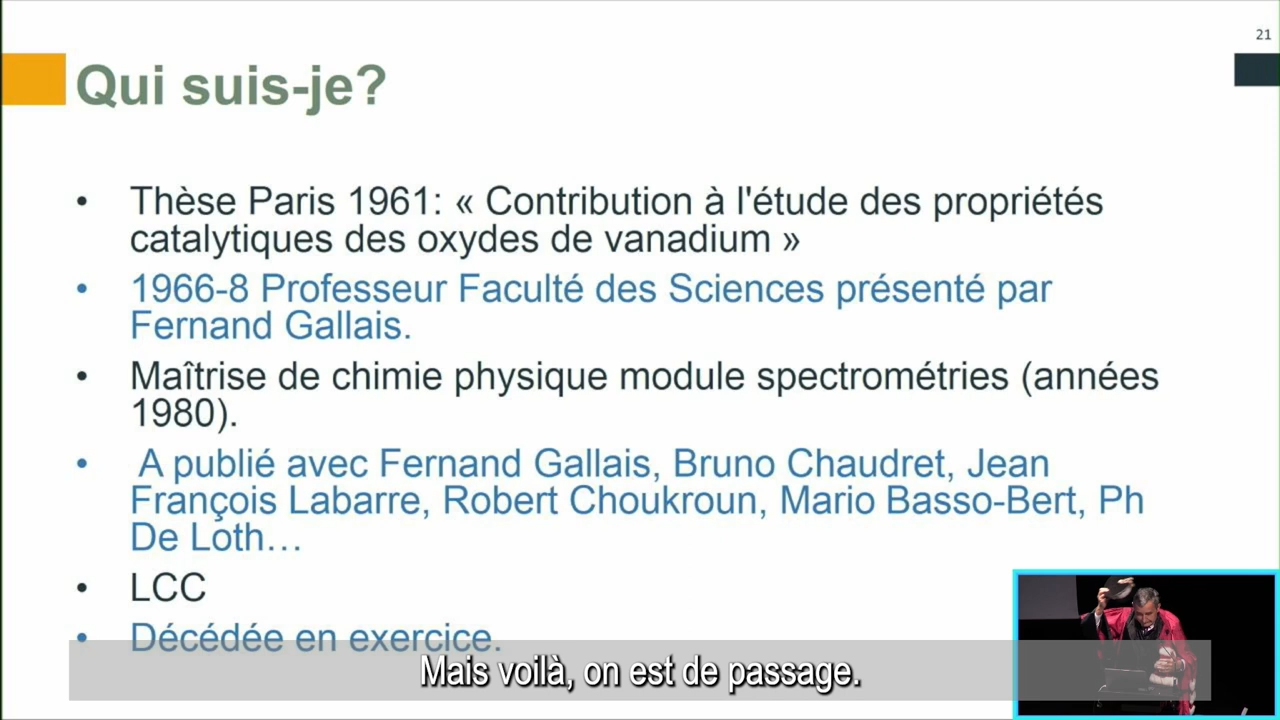 21
Qui suis-je?
• Thèse Paris 1961: « Contribution à l'étude des propriétés
catalytiques des oxydes de vanadium »
• 1966-8 Professeur Faculté des Sciences présenté par
Fernand Gallais.
• Maîtrise de chimie physique module spectrométries (années
1980).
• A publié avec Fernand Gallais, Bruno Chaudret, Jean
François Labarre, Robert Choukroun, Mario Basso-Bert, Ph
De Loth…
• LCC
• Décédée en exercice.
Mais voilà, on est de passage.